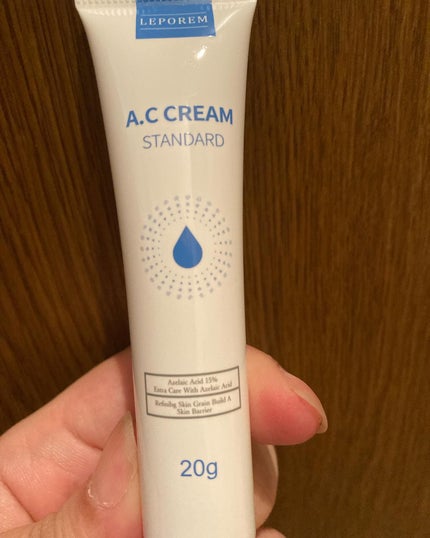 LEPOREM
A.C CREAM
STANDARD
Azelaic Acid 15%
Extra Care With Azelaic Acid
Refinibg Skin Grain Build A
Skin Barrier
20g